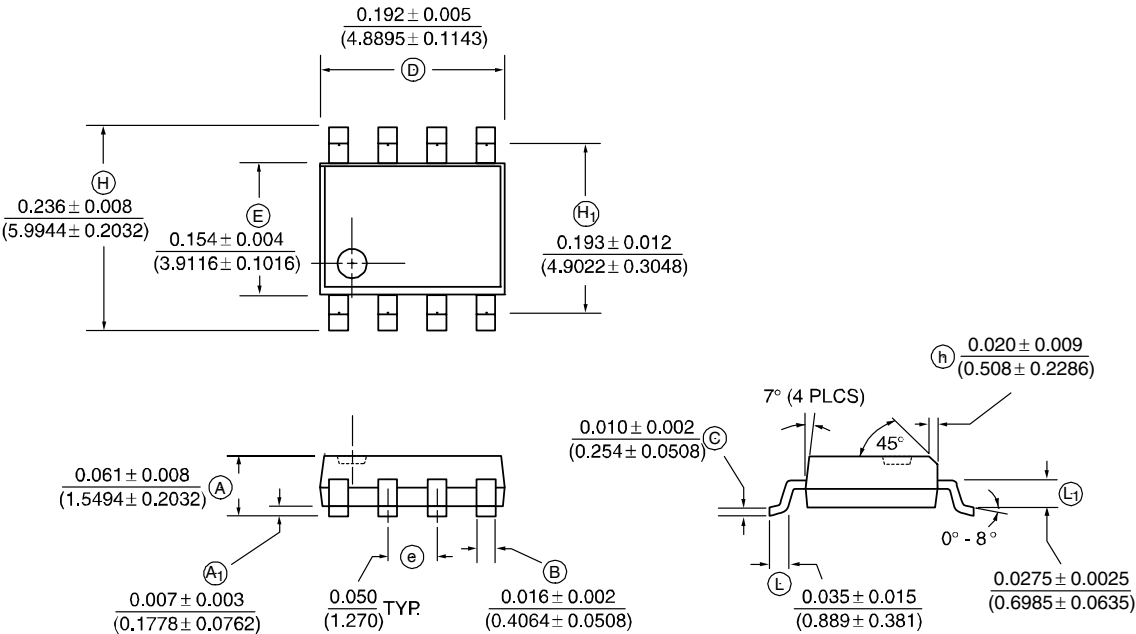 0.192 ± 0.005
(4.8895 ± 0.1143)
D
H
0.236 ± 0.008
(5.9944 ± 0.2032)
E
0.154 ± 0.004
(3.9116 ± 0.1016)
H1
0.193 ± 0.012
(4.9022 ± 0.3048)
h
0.020 ± 0.009
(0.508 ± 0.2286)
7° (4 PLCS)
45°
0.010 ± 0.002
(0.254 ± 0.0508)
C
0.061 ± 0.008
(1.5494 ± 0.2032)
A
L1
0° - 8°
A1
0.007 ± 0.003
(0.1778 ± 0.0762)
e
0.050
(1.270)
TYP.
B
0.016 ± 0.002
(0.4064 ± 0.0508)
L
0.035 ± 0.015
(0.889 ± 0.381)
0.0275 ± 0.0025
(0.6985 ± 0.0635)